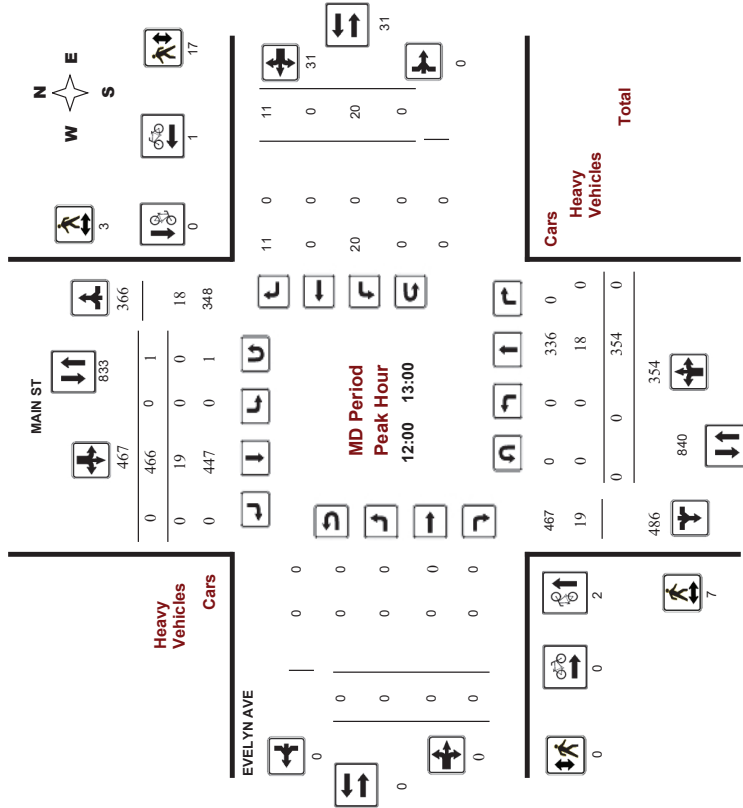 N
W E
S
3
17
0
1
MAIN ST
833
467
366
0 466 0 1
0 19 0 0 18
0 447 0 1 348
Heavy
Vehicles
Cars
EVELYN AVE
0
0
0
0 0
0 0 0
0 0 0
0 0 0
0 0 0
MD Period
Peak Hour
12:00 13:00
11 0 11
0 0 0
20 0 20
0 0 0
0 0
31
31
0
Cars
Heavy
Vehicles
Total
467 0 0 336 0
19 0 0 18 0
0 0 354 0
486
354
840
0
0
2
7